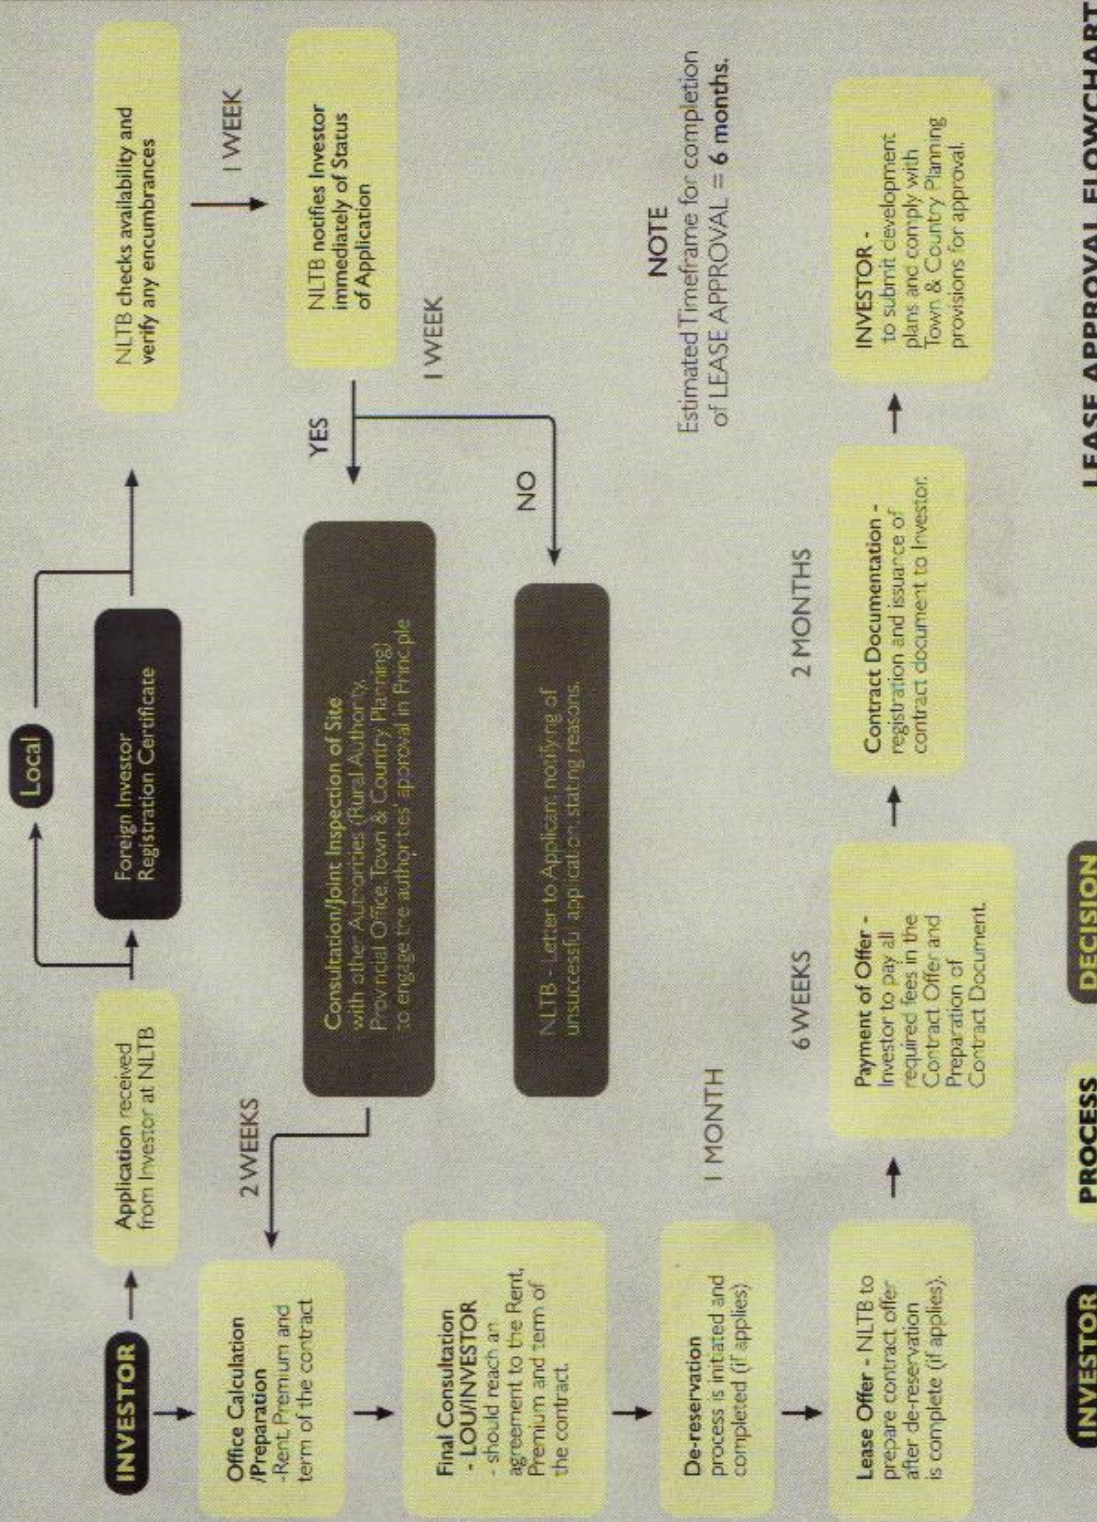 INVESTOR
Application received
from Investor at NLTB
Local
Foreign Investor
Registration Certificate
NLTB checks availability and
verify any encumbrances
1 WEEK
NLTB notifies Investor
immediately of Status
of Application
1 WEEK
YES
NO
Consultation/Joint Inspection of Site
with other Authorities (Rural Authority,
Provincial Office, Town & Country Planning)
to engage the authorities' approval in Principle
NLTB - Letter to Applicant notifying of
unsuccessful application stating reasons.
2 WEEKS
Office Calculation
/Preparation
-Rent, Premium and
term of the contract
Final Consultation
- LOU/INVESTOR
- should reach an
agreement to the Rent,
Premium and term of
the contract.
1 MONTH
De-reservation
process is initiated and
completed (if applies)
NOTE
Estimated Timeframe for completion
of LEASE APPROVAL = 6 months.
6 WEEKS
2 MONTHS
Lease Offer - NLTB to
prepare contract offer
after de-reservation
is complete (if applies).
Payment of Offer -
Investor to pay all
required fees in the
Contract Offer and
Preparation of
Contract Document.
Contract Documentation -
registration and issuance of
contract document to Investor.
INVESTOR -
to submit development
plans and comply with
Town & Country Planning
provisions for approval.
INVESTOR
PROCESS
DECISION
LEASE APPROVAL FLOWCHART